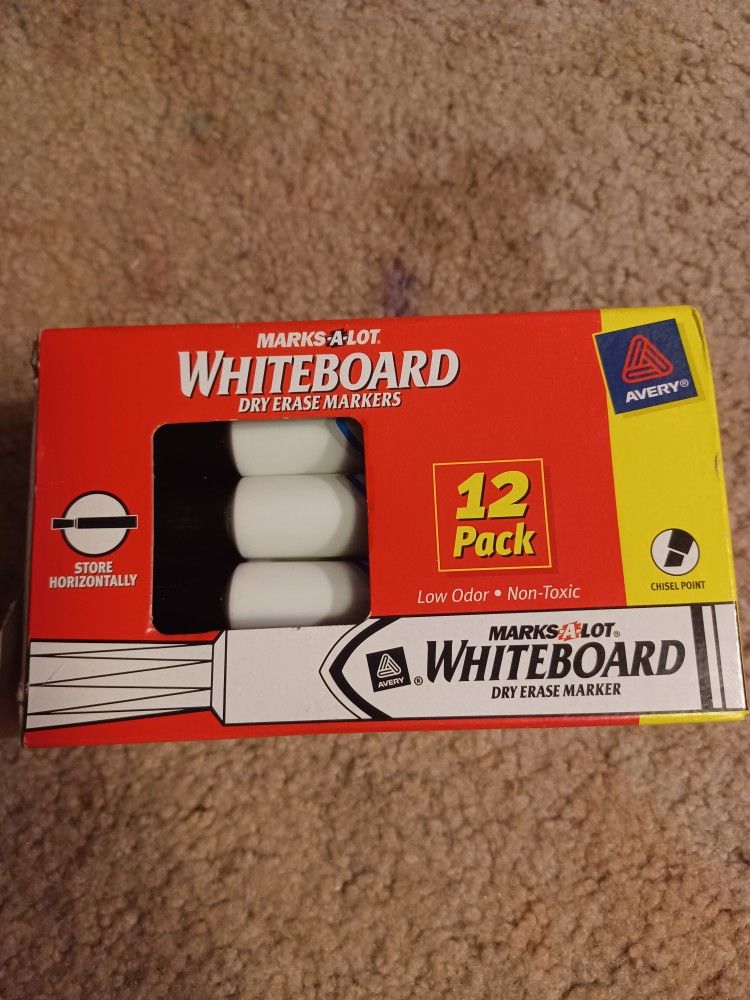 MARKS-A-LOT®
WHITEBOARD
DRY ERASE MARKERS
AVERY®
12
Pack
STORE
HORIZONTALLY
Low Odor • Non-Toxic
CHISEL POINT
MARKS-A-LOT®
AVERY ®
WHITEBOARD
DRY ERASE MARKER